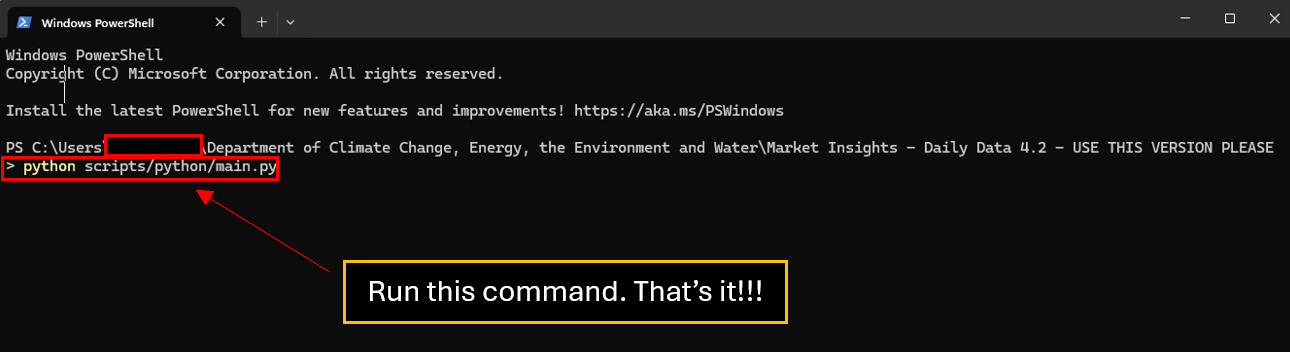 Windows PowerShell
Windows PowerShell
Copyright (C) Microsoft Corporation. All rights reserved.
Install the latest PowerShell for new features and improvements! https://aka.ms/PSWindows
PS C:\Users\ \Department of Climate Change, Energy, the Environment and Water\Market Insights - Daily Data 4.2 - USE THIS VERSION PLEASE
> python scripts/python/main.py
Run this command. That’s it!!!